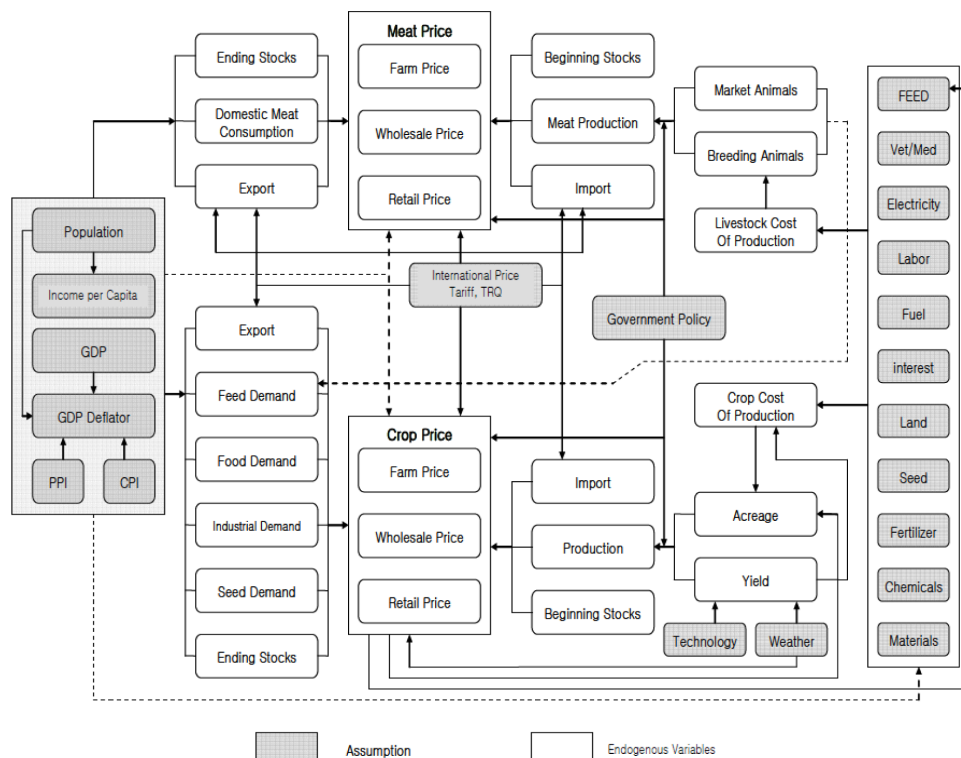 Meat Price
Farm Price
Wholesale Price
Retail Price
Ending Stocks
Domestic Meat
Consumption
Export
Beginning Stocks
Meat Production
Import
Market Animals
Breeding Animals
Livestock Cost
Of Production
FEED
Vet/Med
Electricity
Labor
Fuel
interest
Land
Seed
Fertilizer
Chemicals
Materials
Population
Income per Capita
GDP
GDP Deflator
PPI
CPI
International Price
Tariff, TRQ
Government Policy
Export
Feed Demand
Food Demand
Industrial Demand
Seed Demand
Ending Stocks
Crop Price
Farm Price
Wholesale Price
Retail Price
Import
Production
Beginning Stocks
Crop Cost
Of Production
Acreage
Yield
Technology
Weather
Assumption
Endogenous Variables